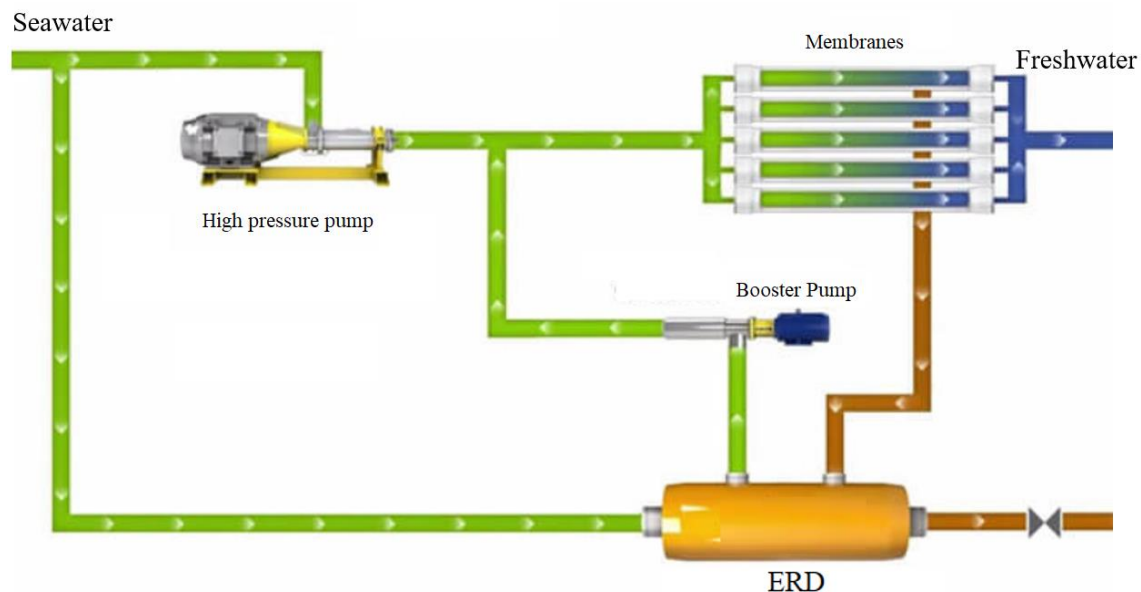 Seawater
Membranes
Freshwater
High pressure pump
Booster Pump
ERD